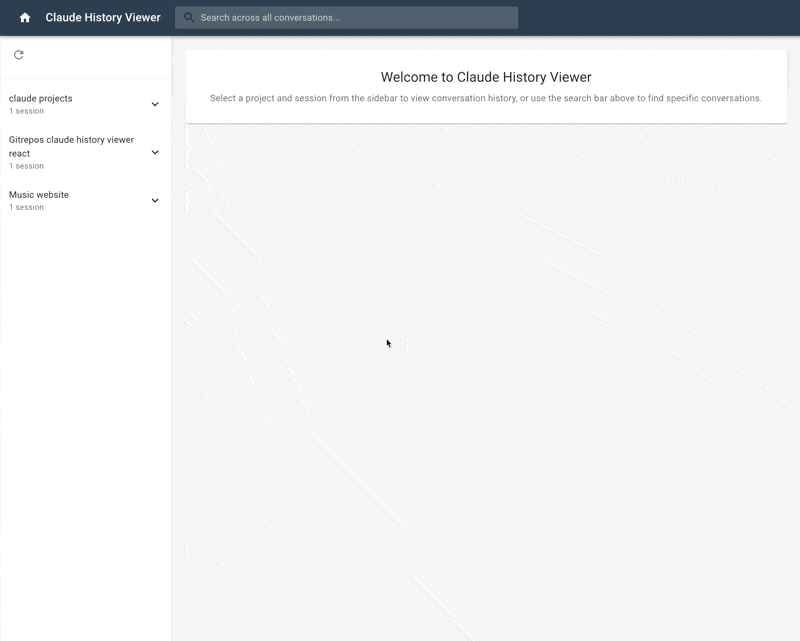 Claude History Viewer
Search across all conversations...
claude projects
1 session
Gitrepos claude history viewer
react
1 session
Music website
1 session
Welcome to Claude History Viewer
Select a project and session from the sidebar to view conversation history, or use the search bar above to find specific conversations.